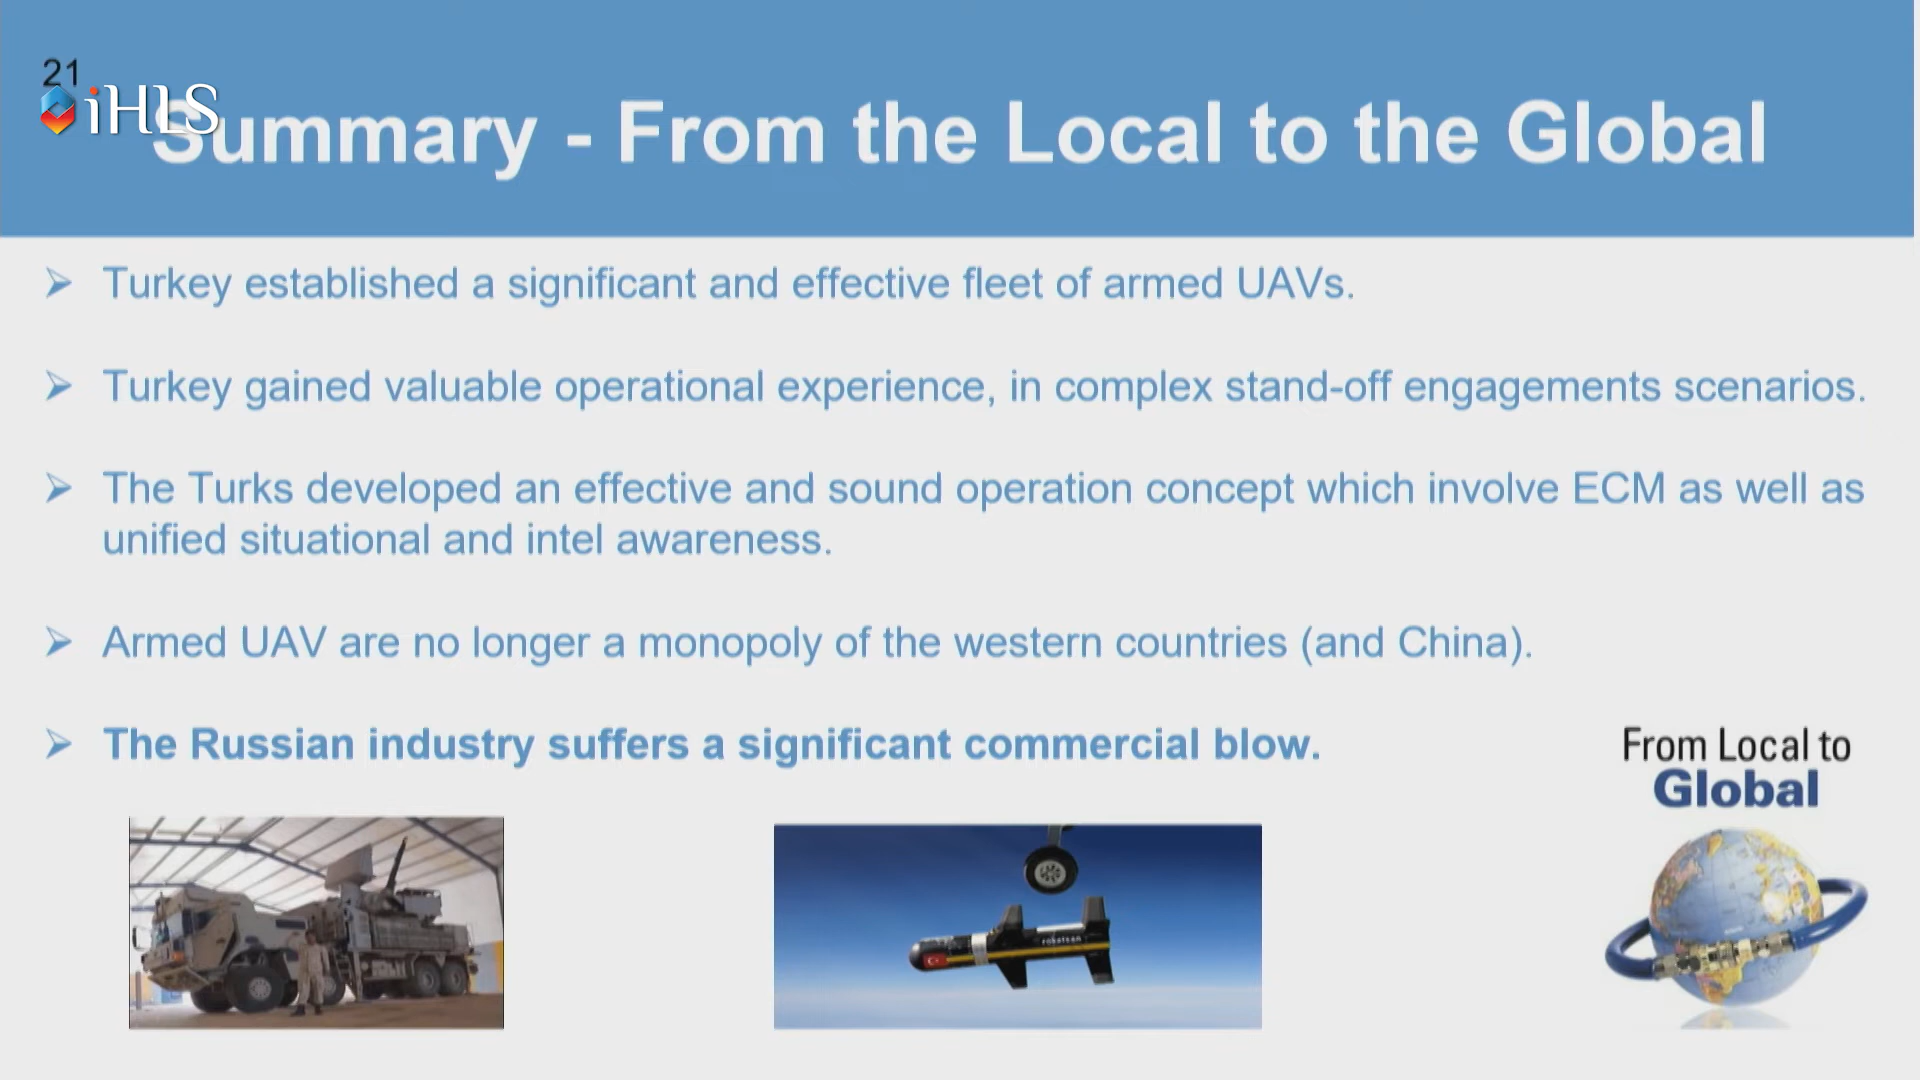 21
iHLS
Summary - From the Local to the Global
➢ Turkey established a significant and effective fleet of armed UAVs.
➢ Turkey gained valuable operational experience, in complex stand-off engagements scenarios.
➢ The Turks developed an effective and sound operation concept which involve ECM as well as
unified situational and intel awareness.
➢ Armed UAV are no longer a monopoly of the western countries (and China).
➢ The Russian industry suffers a significant commercial blow.
From Local to
Global
roketsan